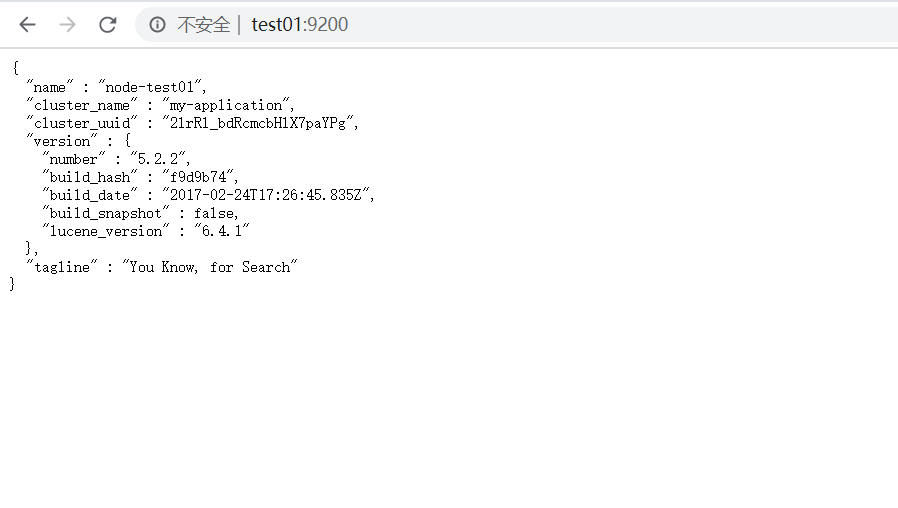 不安全 | test01:9200
{
"name" : "node-test01",
"cluster_name" : "my-application",
"cluster_uuid" : "21rR1_bdRcmcbH1X7paYPg",
"version" : {
"number" : "5.2.2",
"build_hash" : "f9d9b74",
"build_date" : "2017-02-24T17:26:45.835Z",
"build_snapshot" : false,
"lucene_version" : "6.4.1"
},
"tagline" : "You Know, for Search"
}